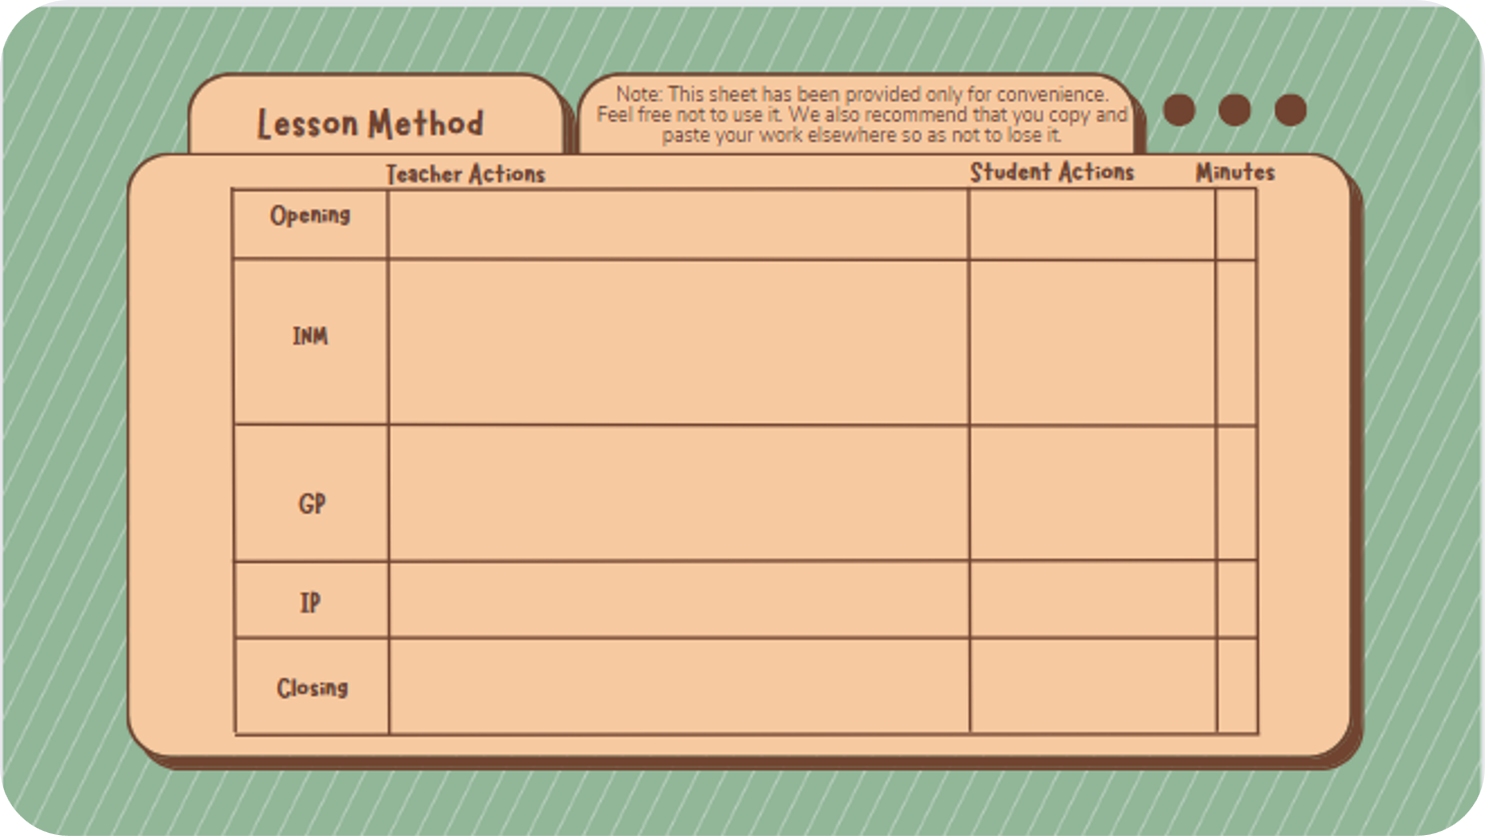 Lesson Method
Note: This sheet has been provided only for convenience.
Feel free not to use it. We also recommend that you copy and
paste your work elsewhere so as not to lose it.
Teacher Actions
Student Actions
Minutes
Opening
INM
GP
IP
Closing